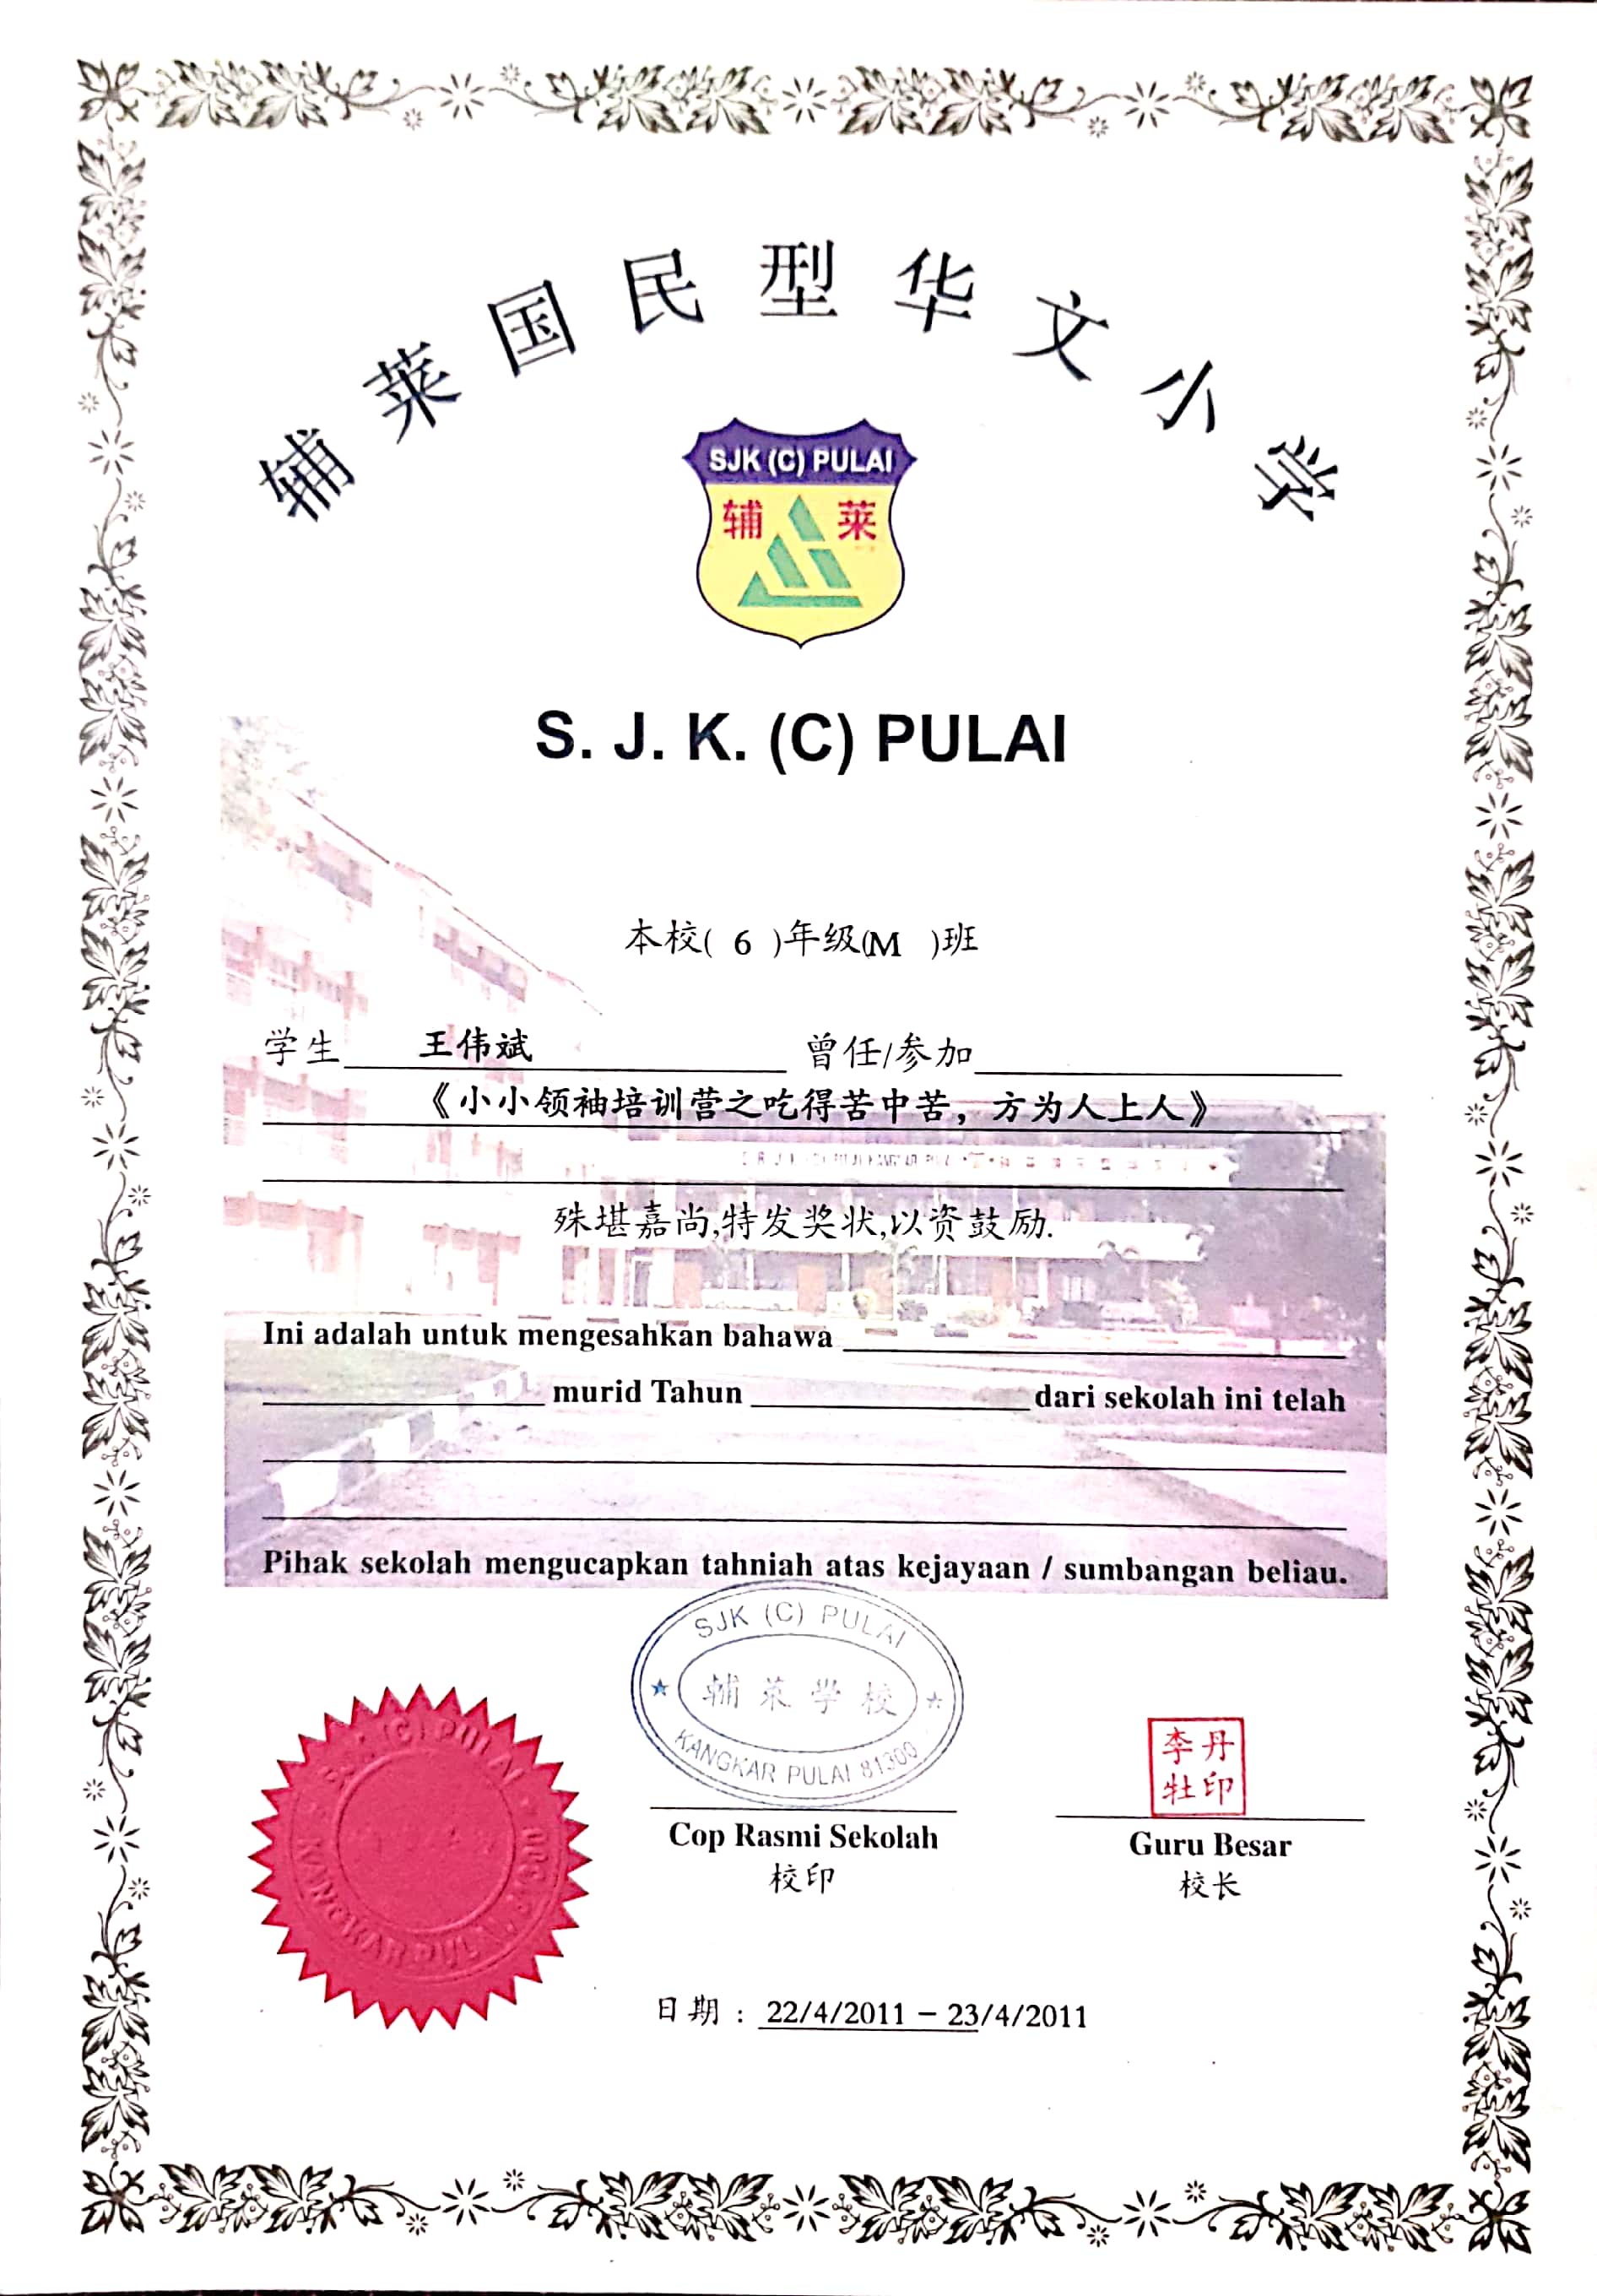 辅莱国民型华文小学
SJK (C) PULAI
辅 莱
S. J. K. (C) PULAI
本校( 6 )年级(M )班
学生 王伟斌 曾任/参加
《小小领袖培训营之吃得苦中苦，方为人上人》
殊堪嘉尚,特发奖状,以资鼓励.
Ini adalah untuk mengesahkan bahawa
murid Tahun dari sekolah ini telah
Pihak sekolah mengucapkan tahniah atas kejayaan / sumbangan beliau.
SJK (C) PULAI
辅莱学校
KANGKAR PULAI 81300
李丹
牡印
(C) PULAI
KANGKAR PULAI
Cop Rasmi Sekolah
校印
Guru Besar
校长
日期 : 22/4/2011 – 23/4/2011